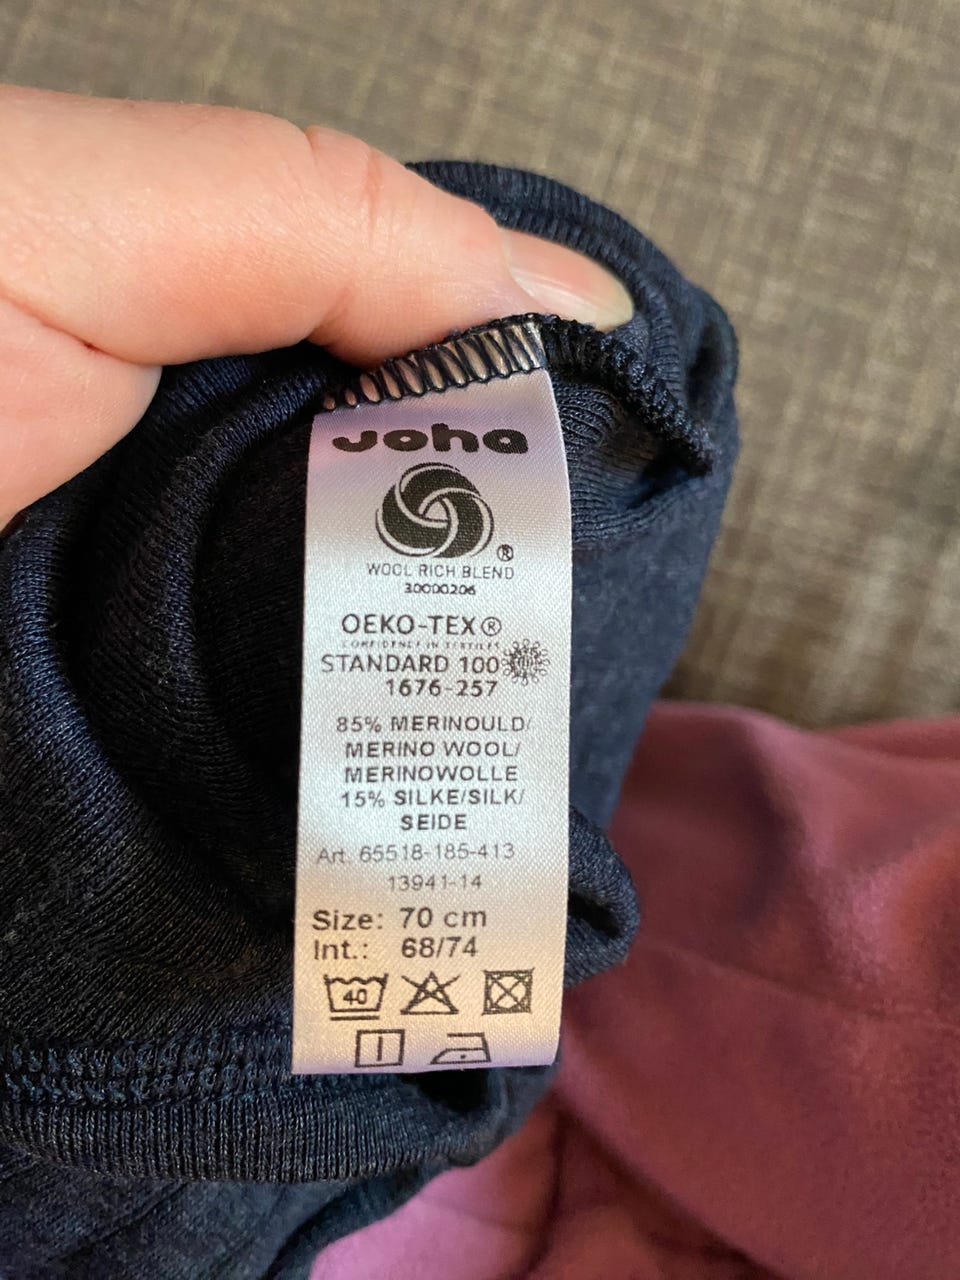 Joha
®
WOOL RICH BLEND
30000206
OEKO-TEX®
CONFIDENCE IN TEXTILES
STANDARD 100
1676-257
85% MERINOULD/
MERINO WOOL/
MERINOWOLLE
15% SILKE/SILK/
SEIDE
Art. 65518-185-413
13941-14
Size: 70 cm
Int.: 68/74
40